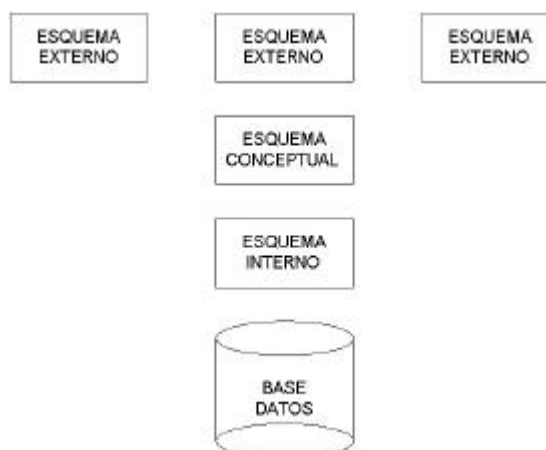 ESQUEMA
EXTERNO
ESQUEMA
EXTERNO
ESQUEMA
EXTERNO
ESQUEMA
CONCEPTUAL
ESQUEMA
INTERNO
BASE
DATOS